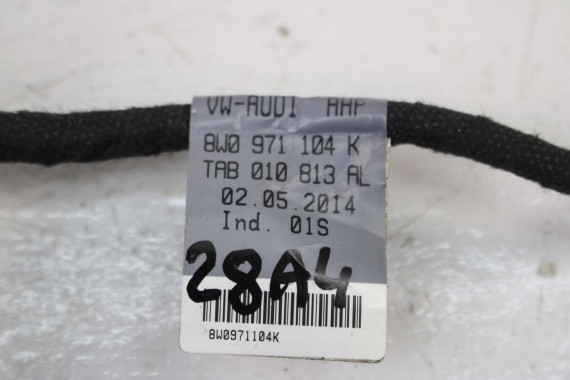 VW-AUDI AHP
8W0 971 104 K
TAB 010 813 AL
02.05.2014
Ind. 01S
28A4
8W0971104K